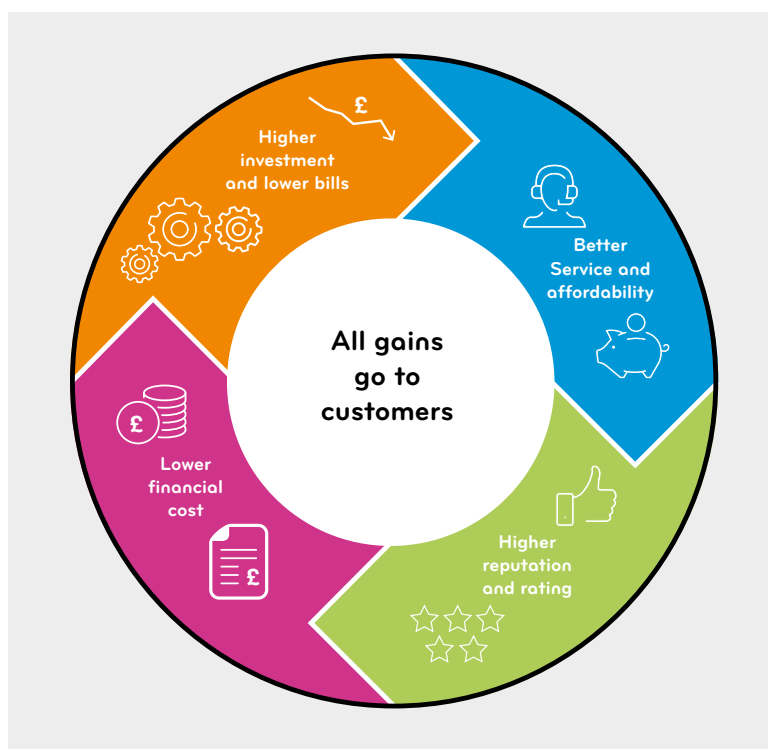 £
Higher
investment
and lower bills
Better
Service and
affordability
All gains
go to
customers
£
Lower
financial
cost
£
Higher
reputation
and rating